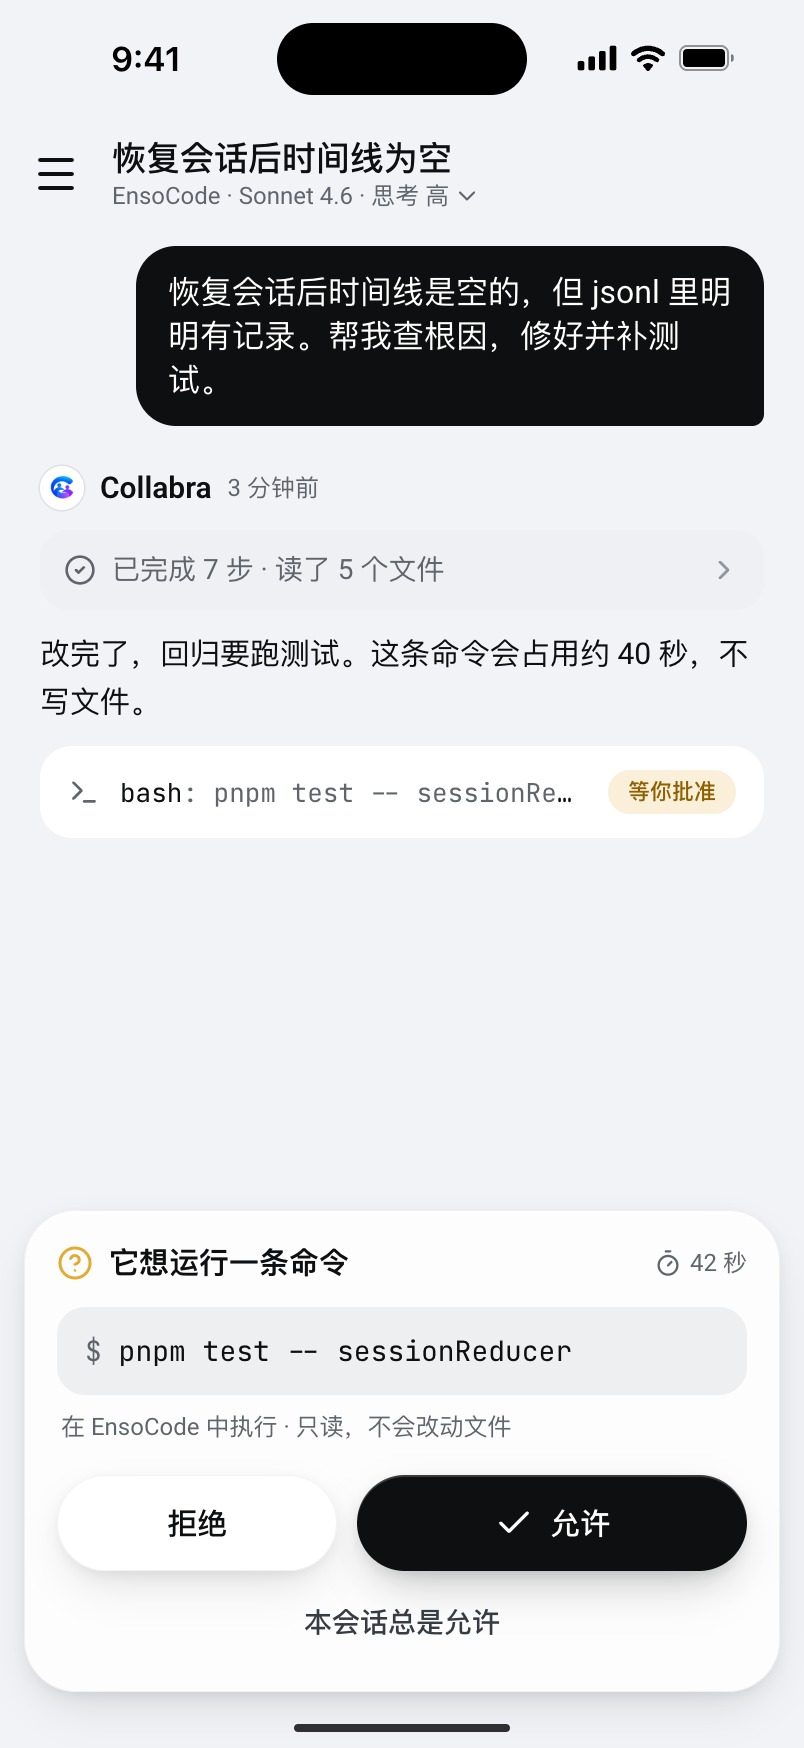 9:41
恢复会话后时间线为空
EnsoCode · Sonnet 4.6 · 思考 高
恢复会话后时间线是空的，但 jsonl 里明
明有记录。帮我查根因，修好并补测
试。
Collabra 3 分钟前
已完成 7 步 · 读了 5 个文件
改完了，回归要跑测试。这条命令会占用约 40 秒，不
写文件。
bash: pnpm test -- sessionRe… 等你批准
它想运行一条命令 42 秒
$ pnpm test -- sessionReducer
在 EnsoCode 中执行 · 只读，不会改动文件
拒绝 允许
本会话总是允许